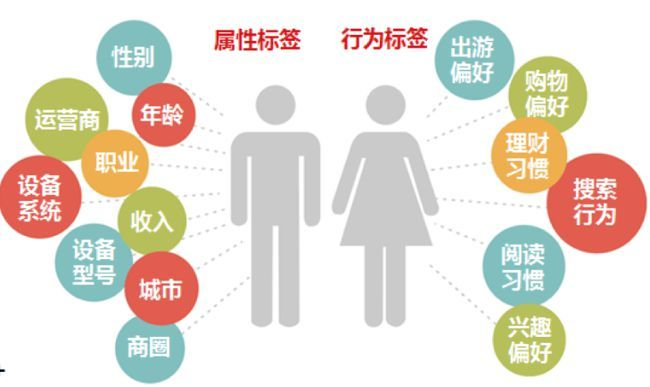 属性标签
行为标签
性别
年龄
运营商
职业
设备
系统
收入
设备
型号
城市
商圈
出游
偏好
购物
偏好
理财
习惯
搜索
行为
阅读
习惯
兴趣
偏好